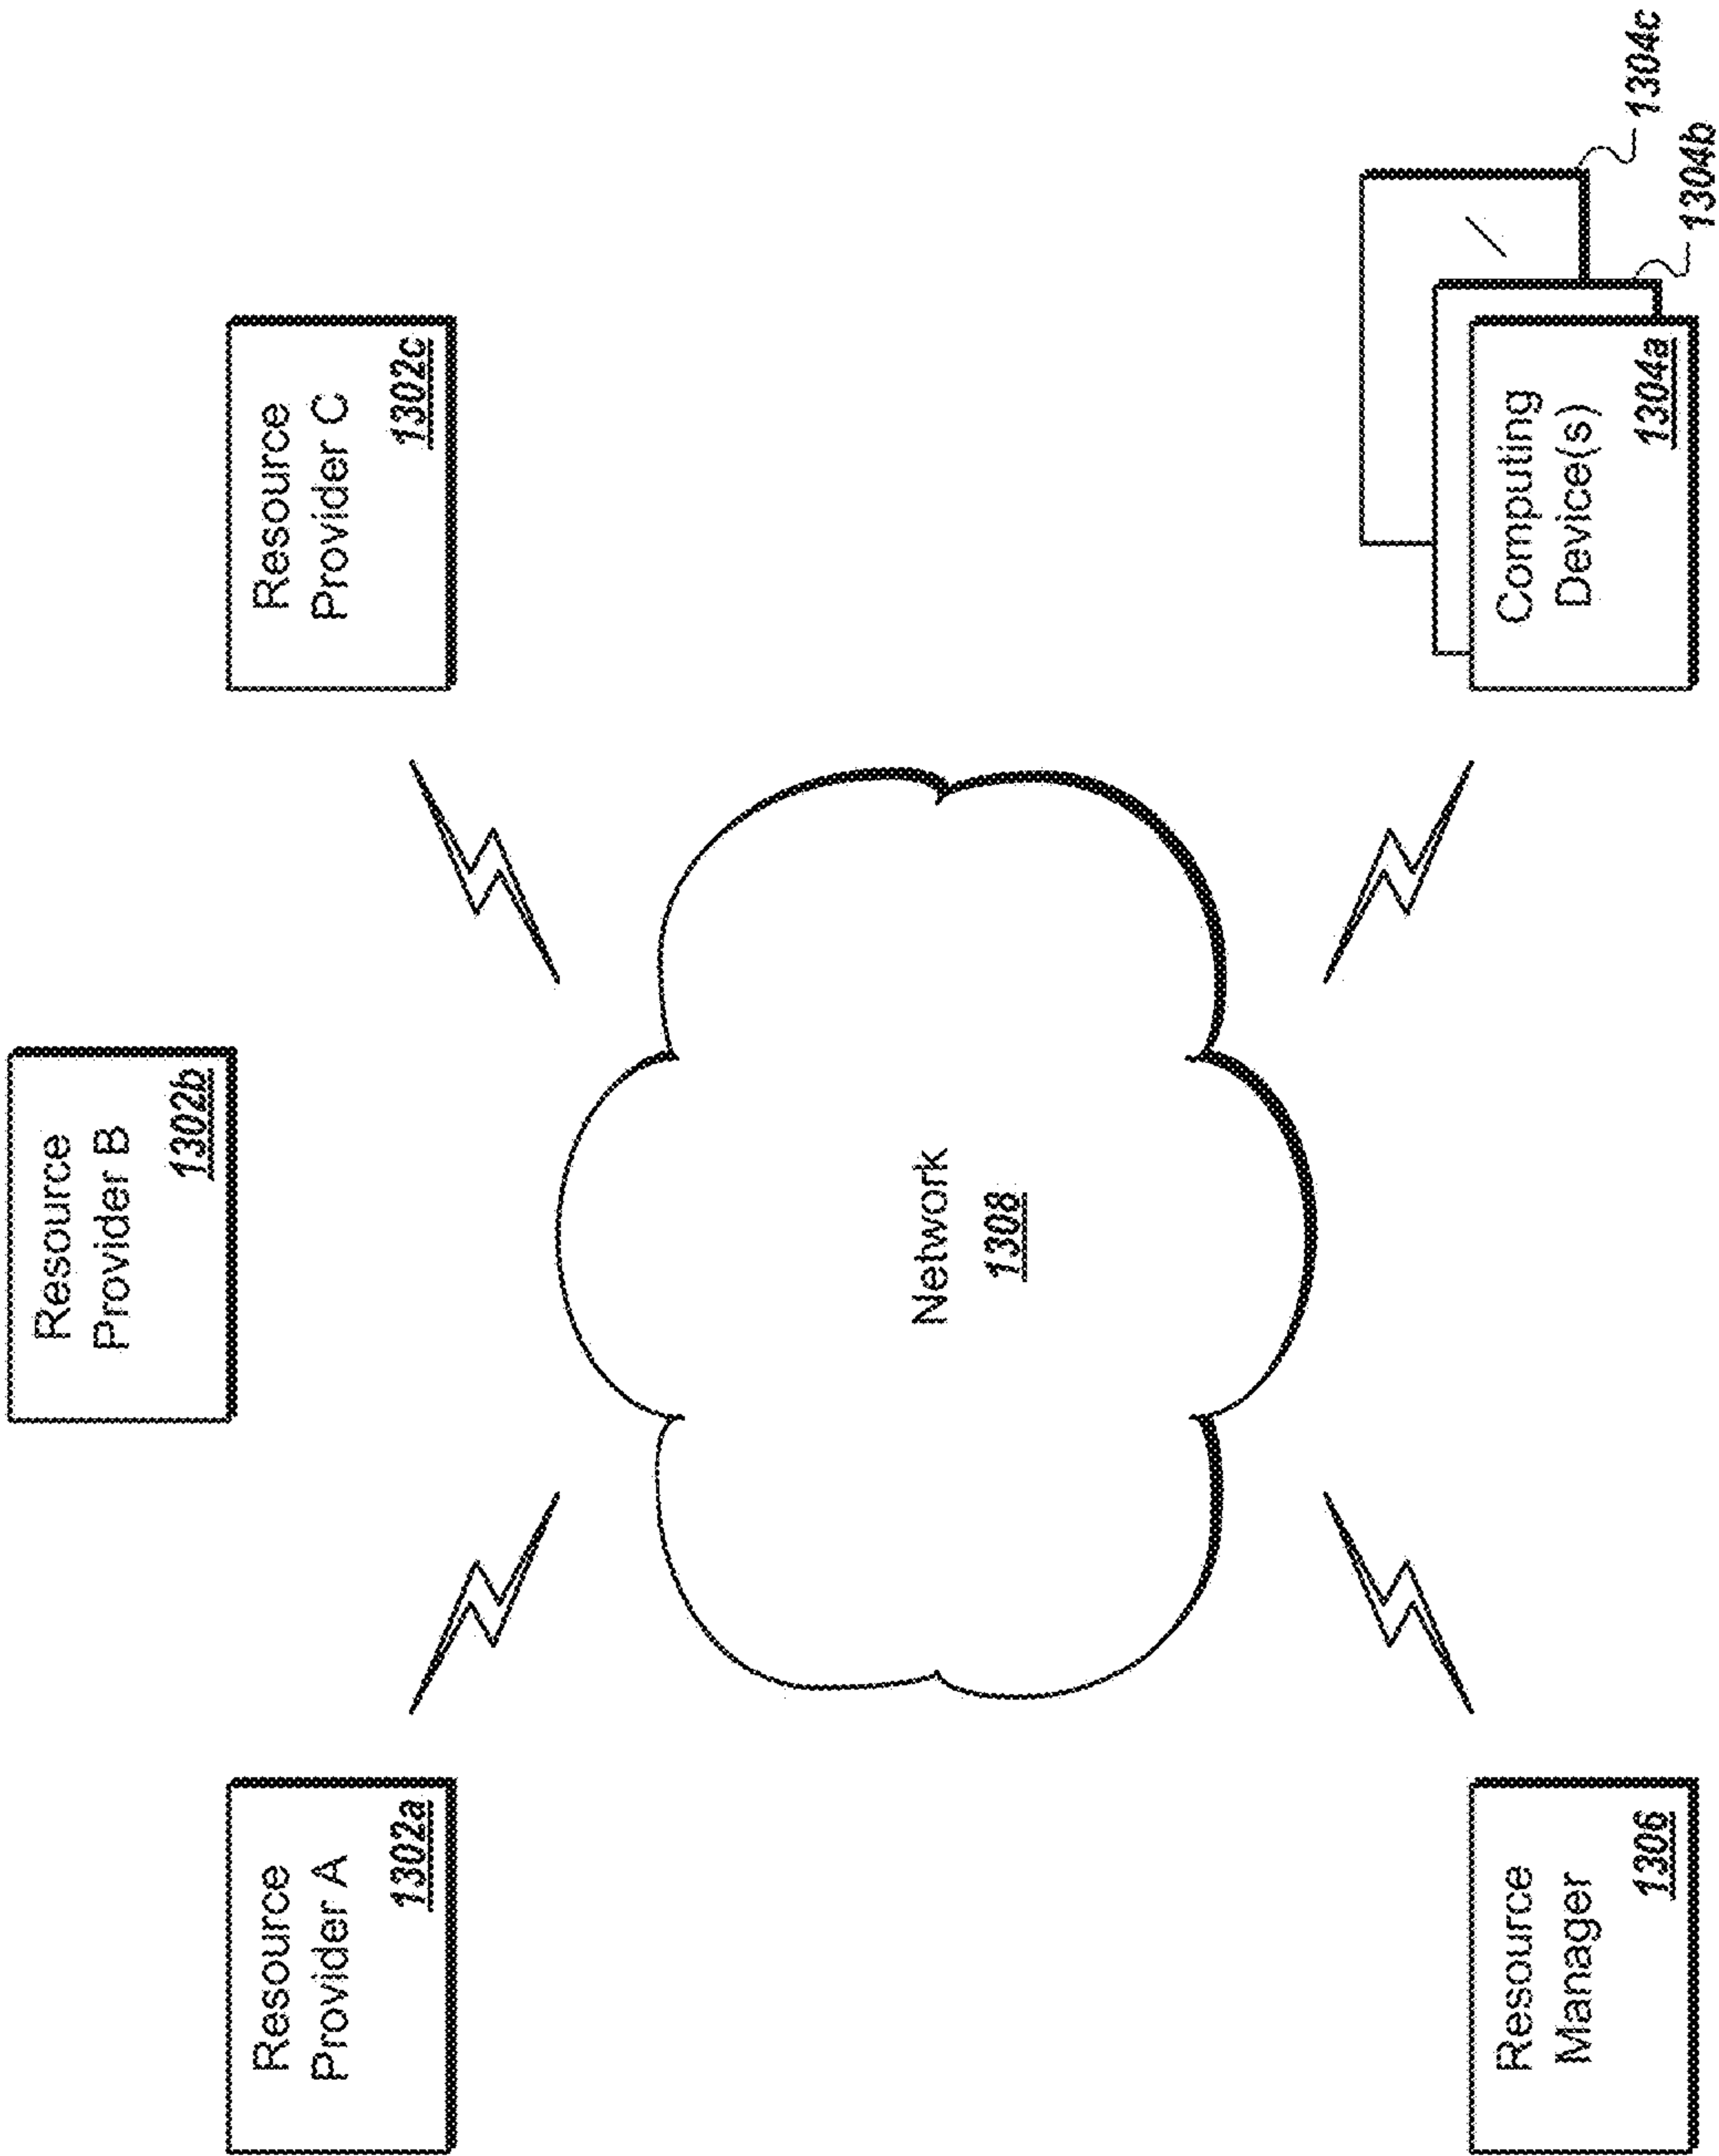 Resource
Provider B
1302b
Resource
Provider A
1302a
Resource
Provider C
1302c
Network
1308
Resource
Manager
1306
Computing
Device(s)
1304a
1304b
1304c